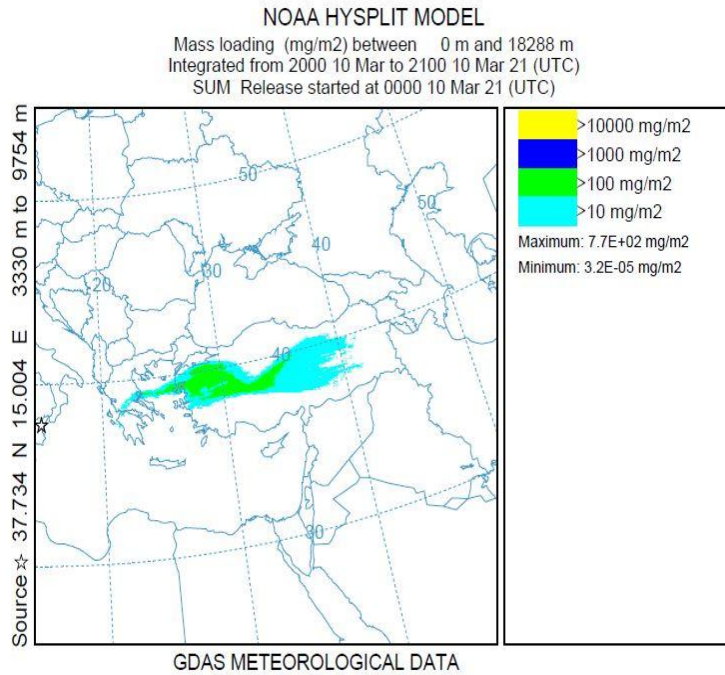 NOAA HYSPLIT MODEL
Mass loading (mg/m2) between 0 m and 18288 m
Integrated from 2000 10 Mar to 2100 10 Mar 21 (UTC)
SUM Release started at 0000 10 Mar 21 (UTC)
Source ☆ 37.734 N 15.004 E 3330 m to 9754 m
50
50
40
30
20
40
30
>10000 mg/m2
>1000 mg/m2
>100 mg/m2
>10 mg/m2
Maximum: 7.7E+02 mg/m2
Minimum: 3.2E-05 mg/m2
GDAS METEOROLOGICAL DATA